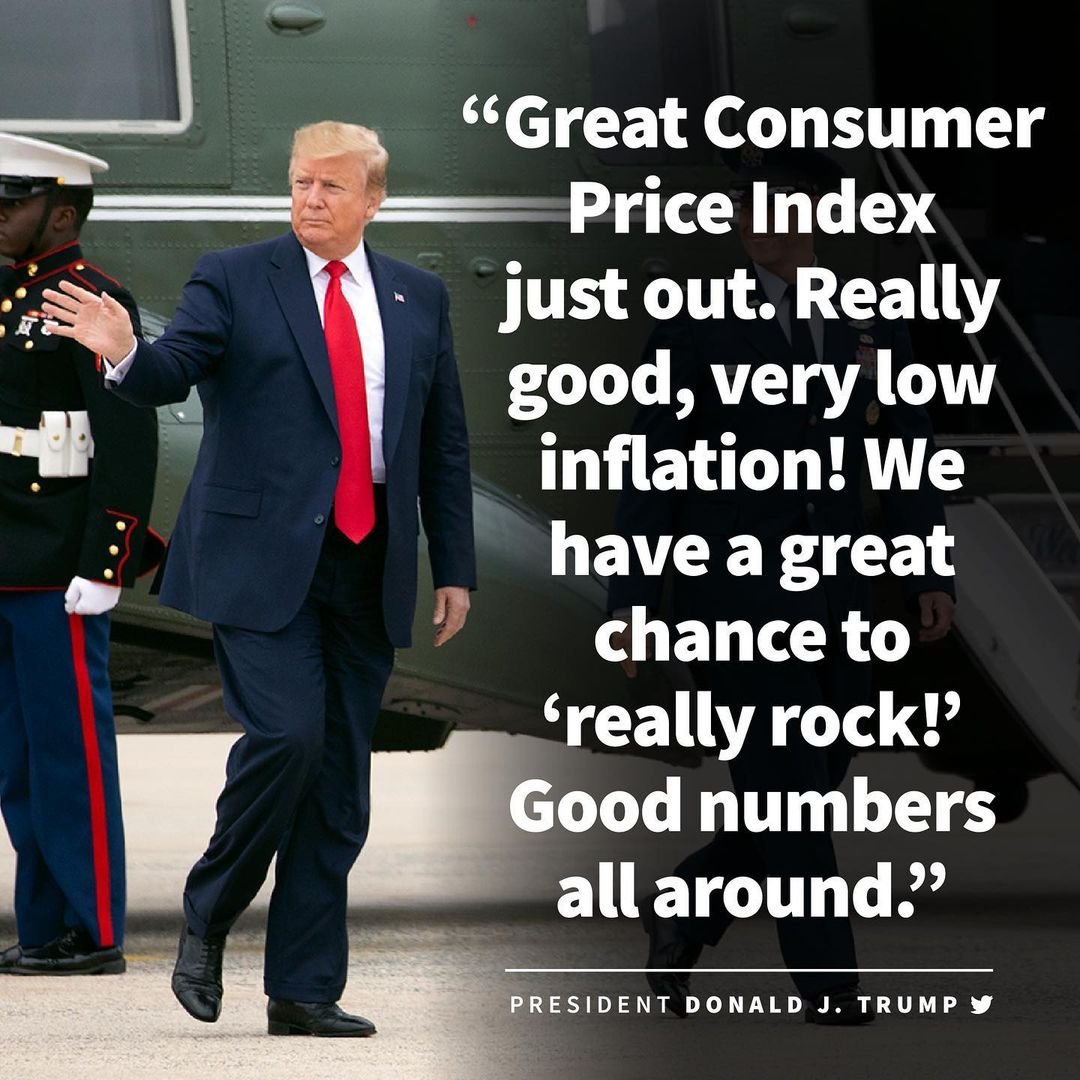 “Great Consumer
Price Index
just out. Really
good, very low
inflation! We
have a great
chance to
‘really rock!’
Good numbers
all around.”
PRESIDENT DONALD J. TRUMP